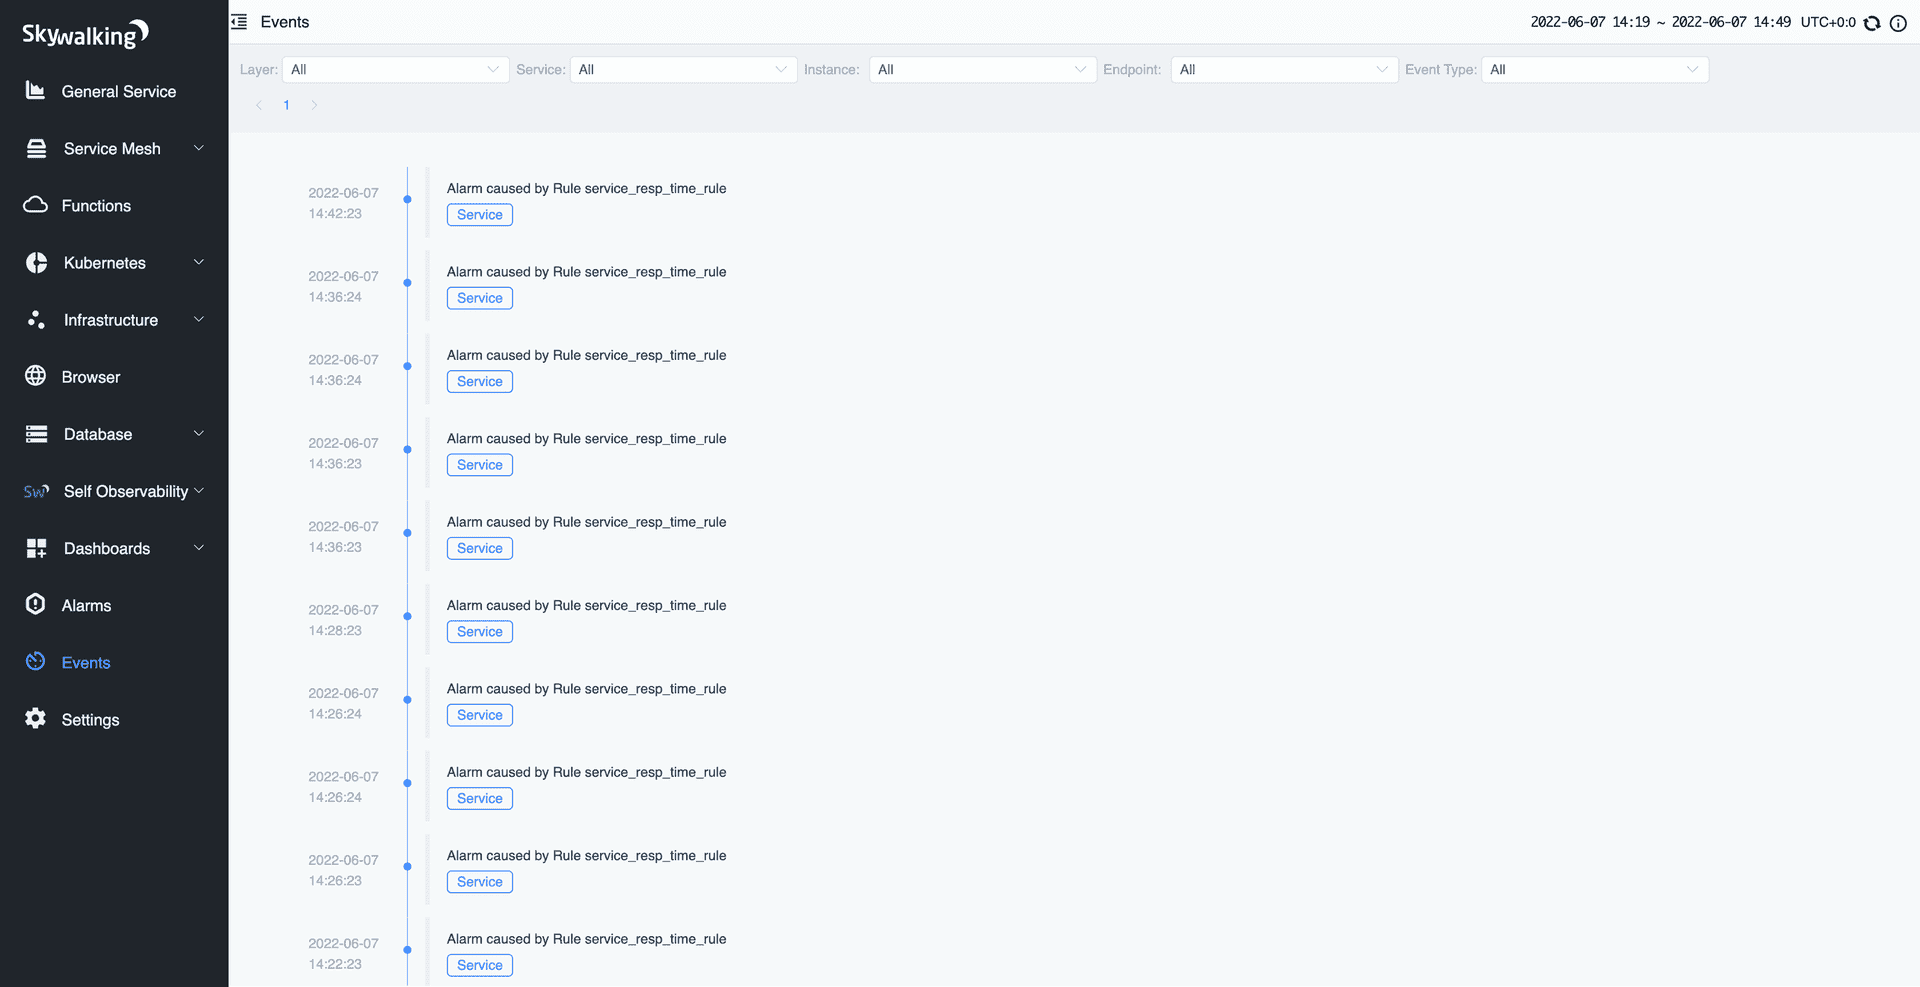 Skywalking
Events
2022-06-07 14:19 ~ 2022-06-07 14:49 UTC+0:0
General Service
Service Mesh
Functions
Kubernetes
Infrastructure
Browser
Database
SW Self Observability
Dashboards
Alarms
Events
Settings
Layer: All Service: All Instance: All Endpoint: All Event Type: All
1
2022-06-07
14:42:23
Alarm caused by Rule service_resp_time_rule
Service
2022-06-07
14:36:24
Alarm caused by Rule service_resp_time_rule
Service
2022-06-07
14:36:24
Alarm caused by Rule service_resp_time_rule
Service
2022-06-07
14:36:23
Alarm caused by Rule service_resp_time_rule
Service
2022-06-07
14:36:23
Alarm caused by Rule service_resp_time_rule
Service
2022-06-07
14:28:23
Alarm caused by Rule service_resp_time_rule
Service
2022-06-07
14:26:24
Alarm caused by Rule service_resp_time_rule
Service
2022-06-07
14:26:24
Alarm caused by Rule service_resp_time_rule
Service
2022-06-07
14:26:23
Alarm caused by Rule service_resp_time_rule
Service
2022-06-07
14:22:23
Alarm caused by Rule service_resp_time_rule
Service